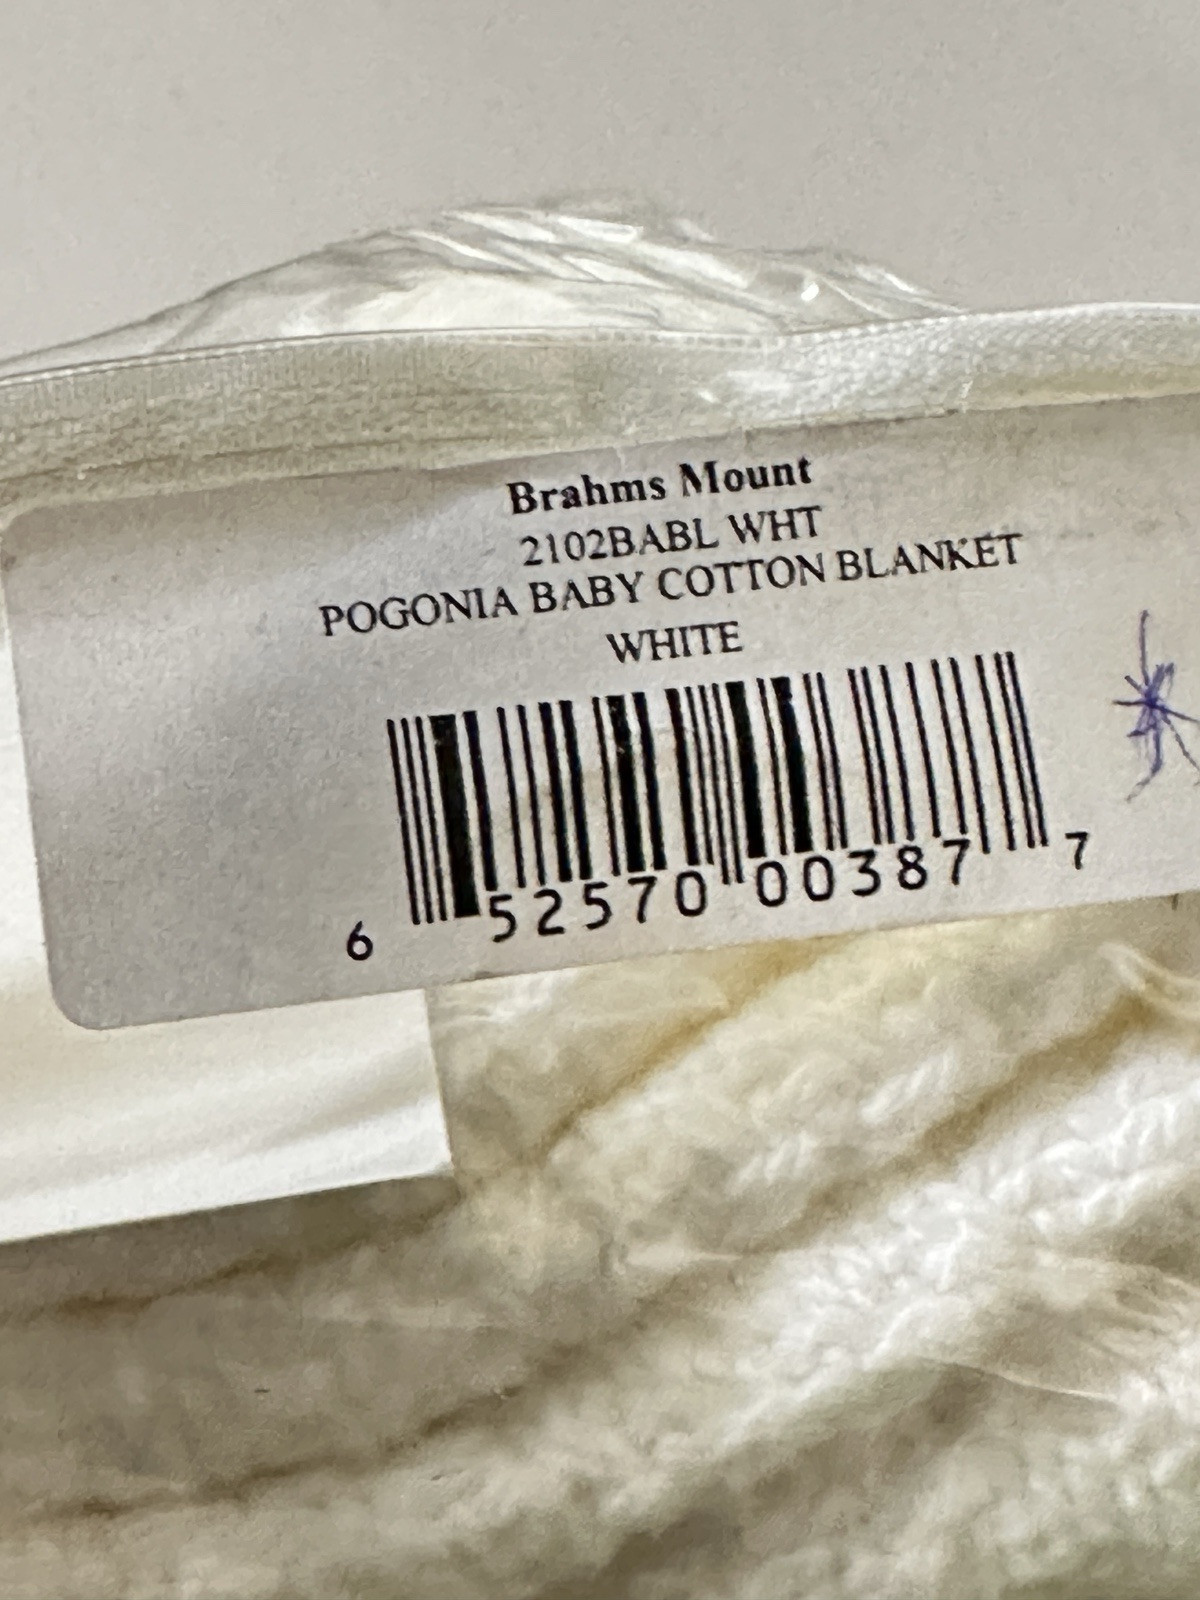 Brahms Mount
2102BABL WHT
POGONIA BABY COTTON BLANKET
WHITE
6 52570 00387 7